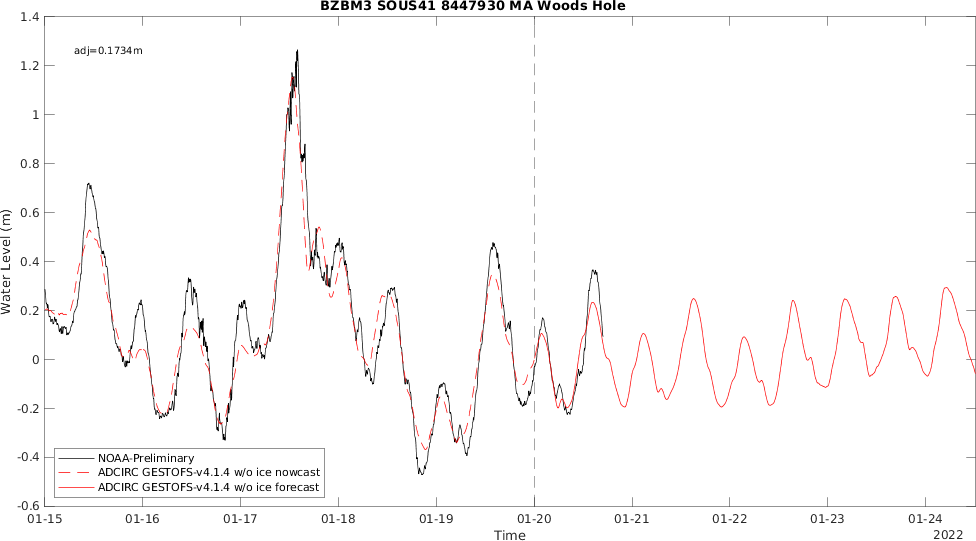 BZBM3 SOUS41 8447930 MA Woods Hole
adj=0.1734m
Water Level (m)
1.4
1.2
1
0.8
0.6
0.4
0.2
0
-0.2
-0.4
-0.6
NOAA-Preliminary
ADCIRC GESTOFS-v4.1.4 w/o ice nowcast
ADCIRC GESTOFS-v4.1.4 w/o ice forecast
01-15 01-16 01-17 01-18 01-19 01-20 01-21 01-22 01-23 01-24
Time
2022